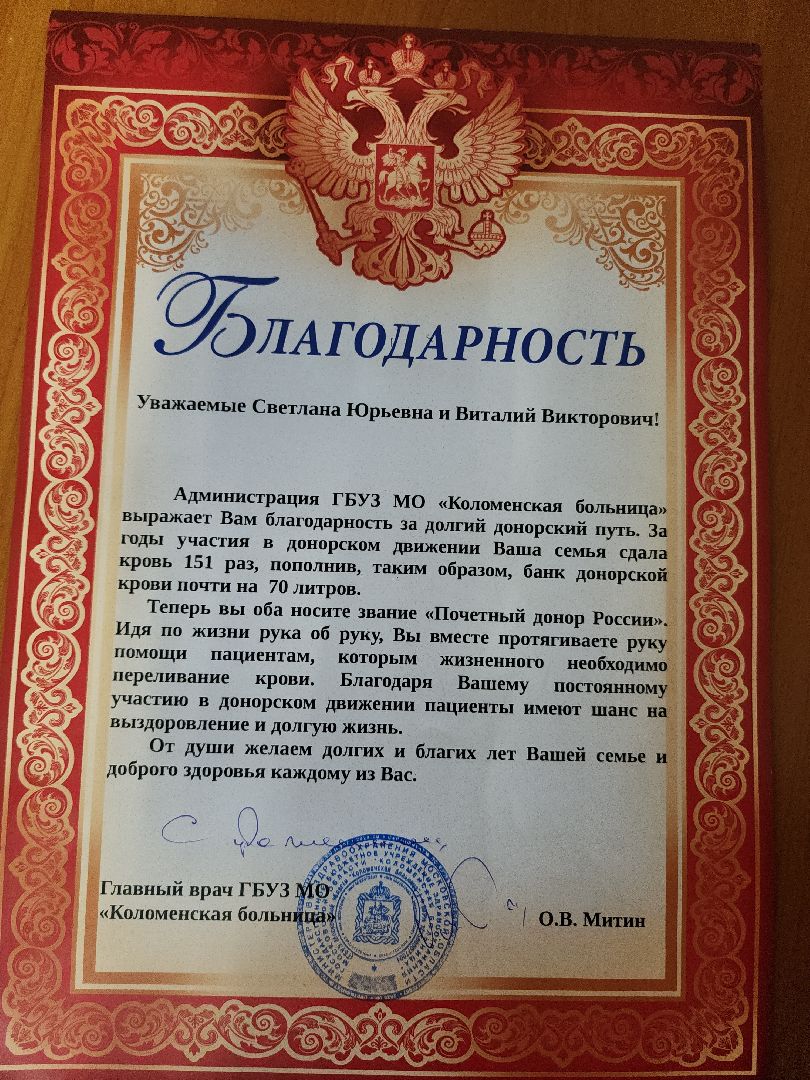 Благодарность
Уважаемые Светлана Юрьевна и Виталий Викторович!
Администрация ГБУЗ МО «Коломенская больница»
выражает Вам благодарность за долгий донорский путь. За
годы участия в донорском движении Ваша семья сдала
кровь 151 раз, пополнив, таким образом, банк донорской
крови почти на 70 литров.
Теперь вы оба носите звание «Почетный донор России».
Идя по жизни рука об руку, Вы вместе протягиваете руку
помощи пациентам, которым жизненного необходимо
переливание крови. Благодаря Вашему постоянному
участию в донорском движении пациенты имеют шанс на
выздоровление и долгую жизнь.
От души желаем долгих и благих лет Вашей семье и
доброго здоровья каждому из Вас.
Главный врач ГБУЗ МО
«Коломенская больница»
О.В. Митин
МИНИСТЕРСТВО ЗДРАВООХРАНЕНИЯ МОСКОВСКОЙ ОБЛАСТИ